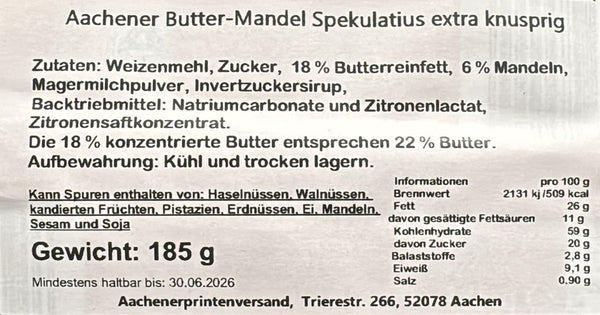 Aachener Butter-Mandel Spekulatius extra knusprig
Zutaten: Weizenmehl, Zucker, 18 % Butterreinfett, 6 % Mandeln,
Magermilchpulver, Invertzuckersirup,
Backtriebmittel: Natriumcarbonate und Zitronenlactat,
Zitronensaftkonzentrat.
Die 18 % konzentrierte Butter entsprechen 22 % Butter.
Aufbewahrung: Kühl und trocken lagern.
Kann Spuren enthalten von: Haselnüssen, Walnüssen,
kandierten Früchten, Pistazien, Erdnüssen, Ei, Mandeln,
Sesam und Soja
Gewicht: 185 g
Mindestens haltbar bis: 30.06.2026
Informationen pro 100 g
Brennwert 2131 kj /509 kcal
Fett 26 g
davon gesättigte Fettsäuren 11 g
Kohlenhydrate 59 g
davon Zucker 20 g
Balaststoffe 2,8 g
Eiweiß 9,1 g
Salz 0,90 g
Aachenerprintenversand, Trierestr. 266, 52078 Aachen